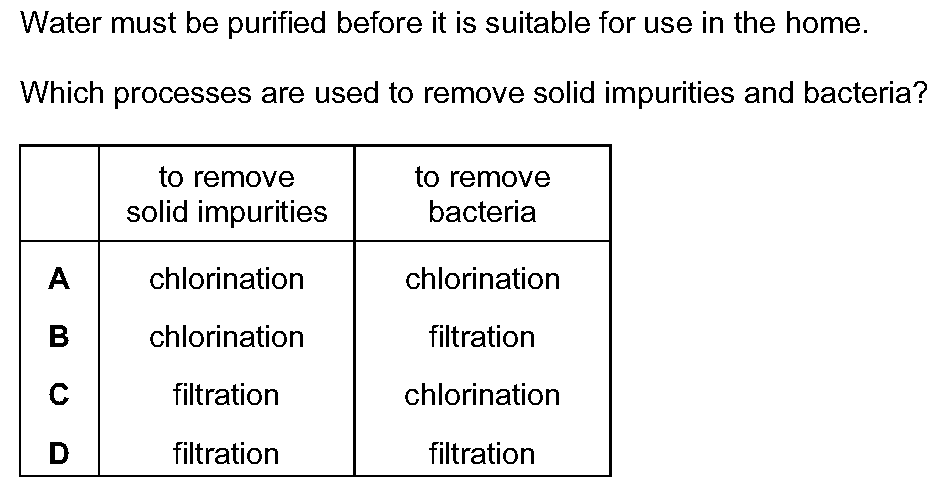 Water must be purified before it is suitable for use in the home.
Which processes are used to remove solid impurities and bacteria?
to remove solid impurities to remove bacteria
A chlorination chlorination
B chlorination filtration
C filtration chlorination
D filtration filtration